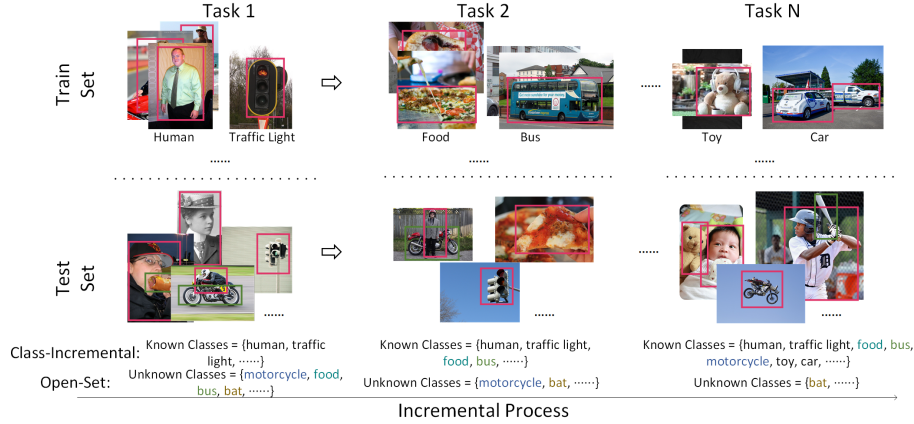 Task 1
Task 2
Task N
Train Set
Human
Traffic Light
Food
Bus
......
Toy
Car
......
......
......
Test Set
......
......
......
......
Class-Incremental:
Known Classes = {human, traffic
light, ······}
Known Classes = {human, traffic light,
food, bus, ······}
Known Classes = {human, traffic light, food, bus,
motorcycle, toy, car, ······}
Open-Set:
Unknown Classes = {motorcycle, food,
bus, bat, ······}
Unknown Classes = {motorcycle, bat, ······}
Unknown Classes = {bat, ······}
Incremental Process